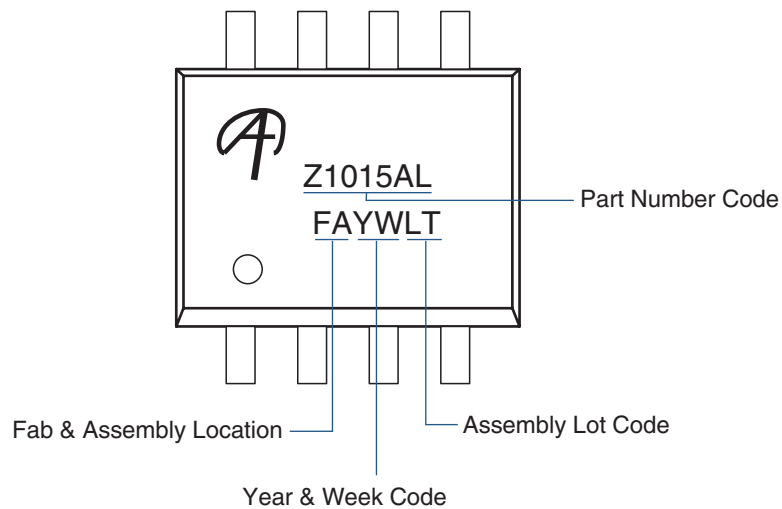 Z1015AL
Part Number Code
FAYWLT
Fab & Assembly Location
Assembly Lot Code
Year & Week Code